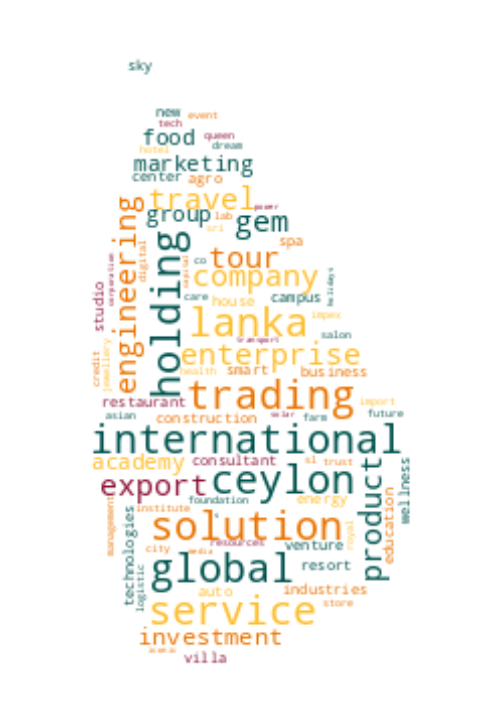 sky
new event
tech
food queen
dream
hotel
marketing
center agro
travel
power
group lab
gem
sri
engineering
holding
digital
spa
co tour
corporation
capital
company
holidays
care house campus
studio
lanka impex
salon
transport
enterprise
credit
jewellery
health smart business
trading
restaurant import
asian solar farm future
construction
international
academy consultant sl trust
export ceylon
product
wellness
foundation energy
institute
management
technologies
solution
education
royal
s
resources venture
city media
global resort
logistic
auto industries
service store
investment
villa